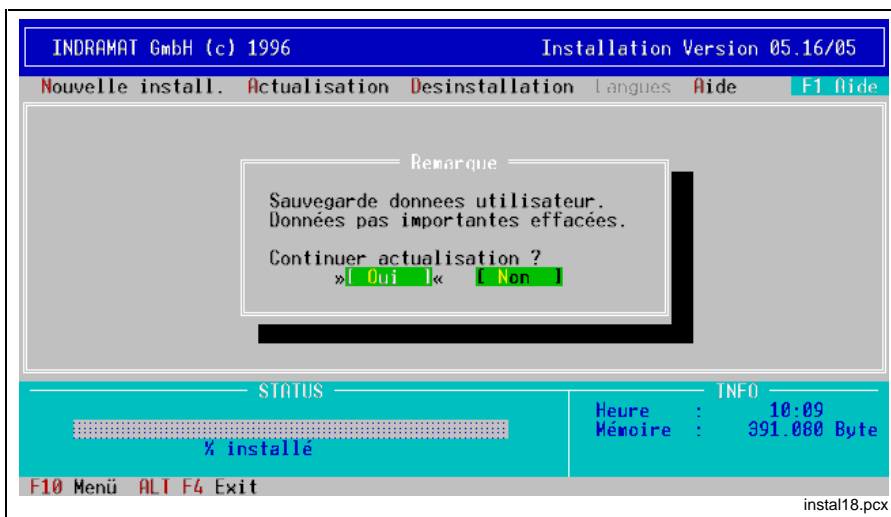 INDRAMAT GmbH (c) 1996 Installation Version 05.16/05
Nouvelle install. Actualisation Desinstallation Langues Aide F1 Aide
Remarque
Sauvegarde donnees utilisateur.
Données pas importantes effacées.
Continuer actualisation ?
»[ Oui ]« [ Non ]
STATUS
INFO
Heure : 10:09
Mémoire : 391.080 Byte
% installé
F10 Menü ALT F4 Exit
instal18.pcx